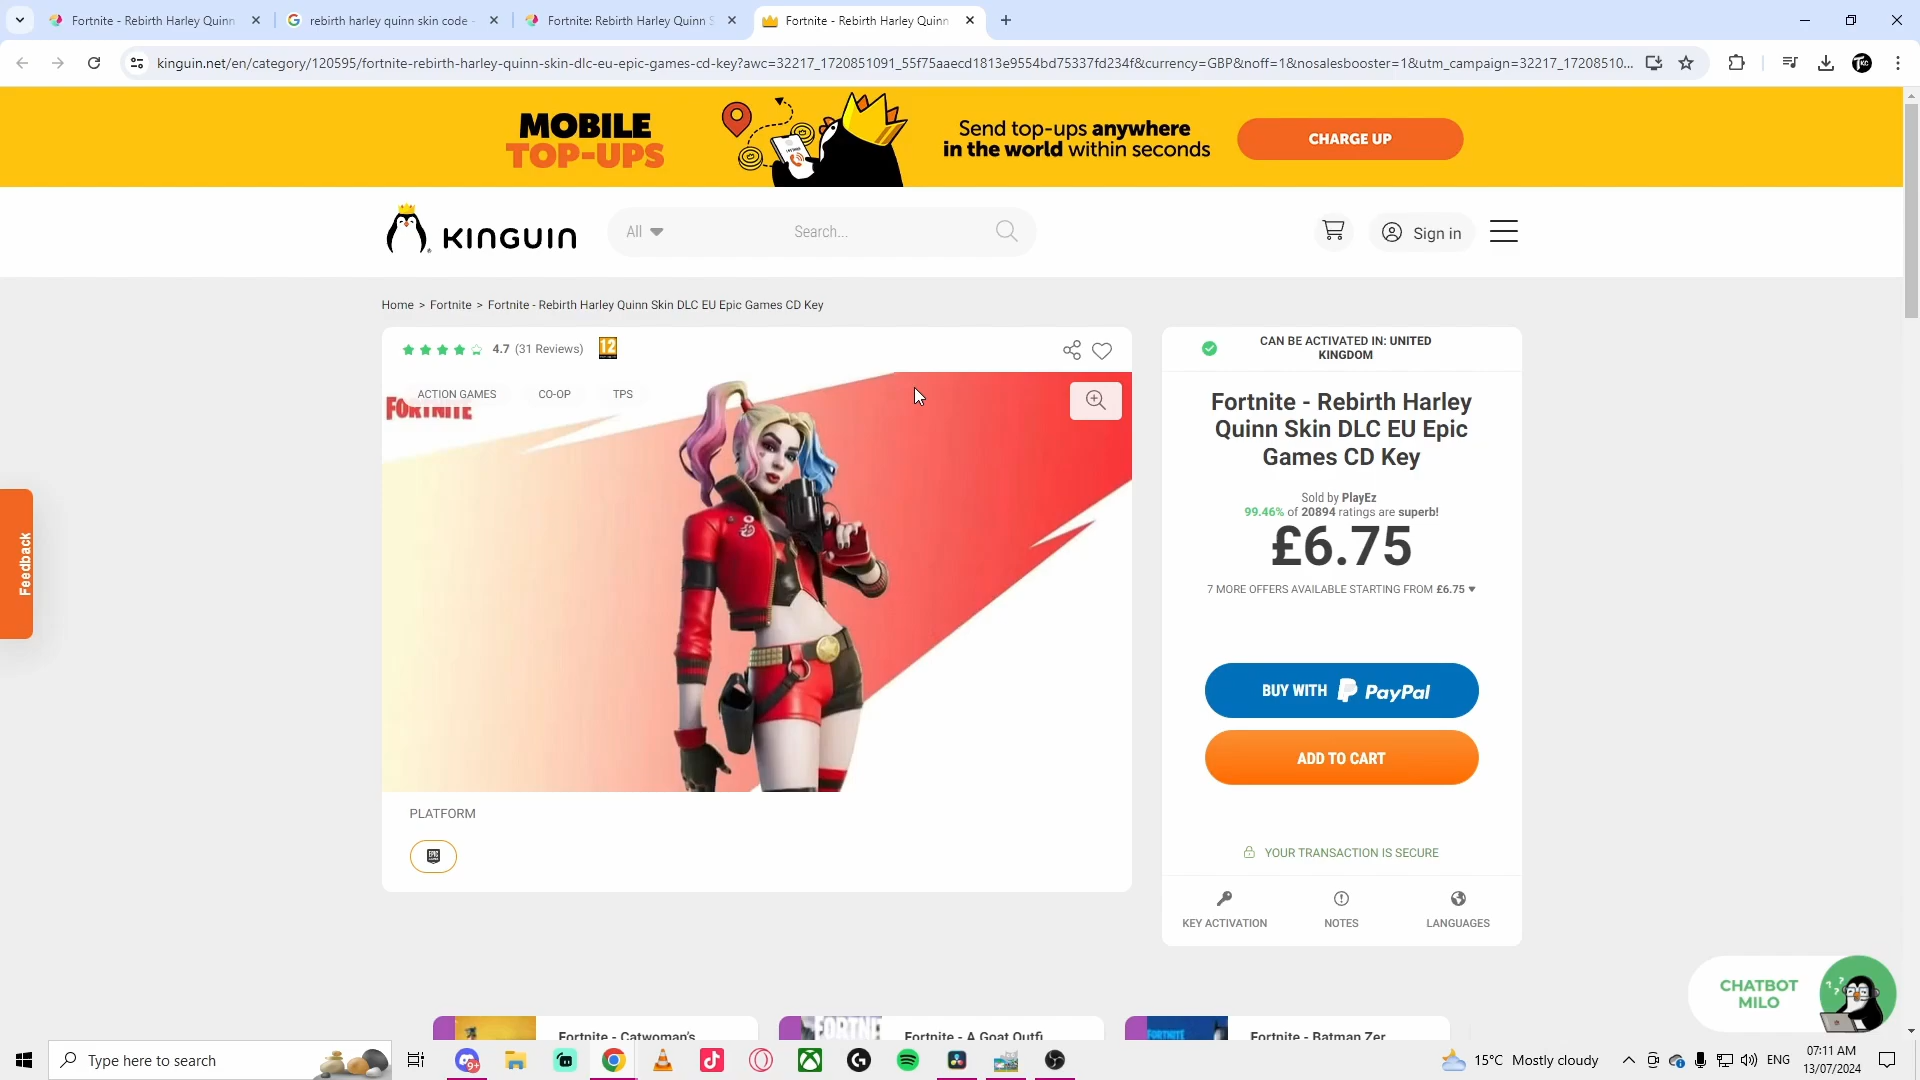 Fortnite - Rebirth Harley Quinn
rebirth harley quinn skin code -
Fortnite: Rebirth Harley Quinn S
Fortnite - Rebirth Harley Quinn
kinguin.net/en/category/120595/fortnite-rebirth-harley-quinn-skin-dlc-eu-epic-games-cd-key?awc=32217_1720851091_55f75aaecd1813e9554bd75337fd234f&currency=GBP&noff=1&nosalesbooster=1&utm_campaign=32217_17208510...
MOBILE
TOP-UPS
Send top-ups anywhere
in the world within seconds
CHARGE UP
KINGUIN
All
Search...
Sign in
Home > Fortnite > Fortnite - Rebirth Harley Quinn Skin DLC EU Epic Games CD Key
4.7 (31 Reviews)
12
ACTION GAMES
CO-OP
TPS
FORTNITE
PLATFORM
CAN BE ACTIVATED IN: UNITED
KINGDOM
Fortnite - Rebirth Harley
Quinn Skin DLC EU Epic
Games CD Key
Sold by PlayEz
99.46% of 20894 ratings are superb!
£6.75
7 MORE OFFERS AVAILABLE STARTING FROM £6.75
BUY WITH PayPal
ADD TO CART
YOUR TRANSACTION IS SECURE
KEY ACTIVATION
NOTES
LANGUAGES
Feedback
CHATBOT
MILO
Fortnite - Catwoman's
FORTNITE
Fortnite - A Goat Outfi
FORTNITE
Fortnite - Batman Zer
Type here to search
9+
15°C Mostly cloudy
ENG
07:11 AM
13/07/2024